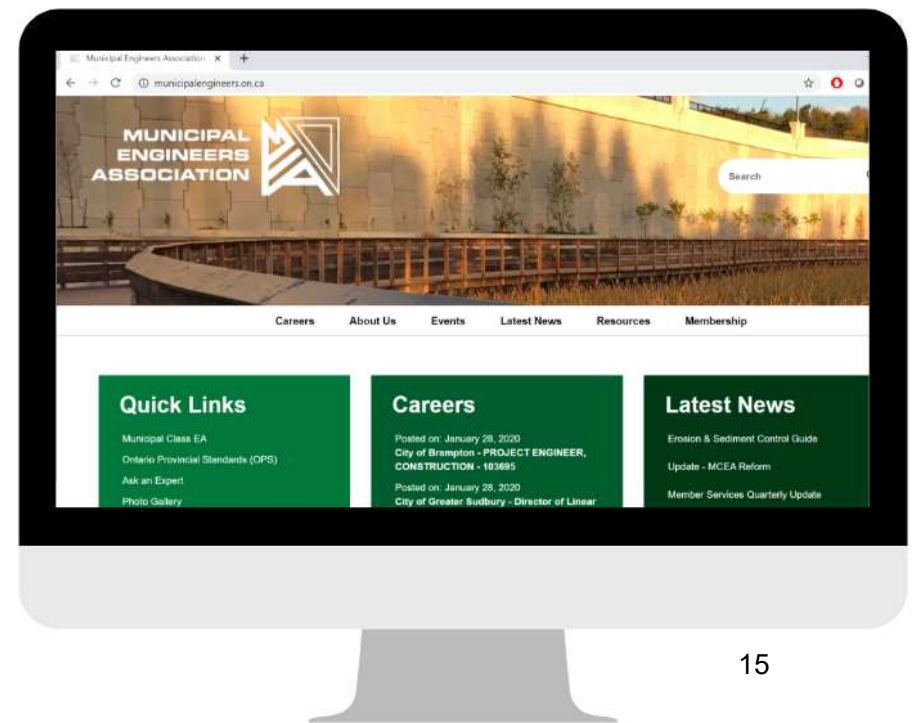 Municipal Engineers Association × +
municipalengineers.on.ca
MUNICIPAL
ENGINEERS
ASSOCIATION
Search
Careers About Us Events Latest News Resources Membership
Quick Links
Municipal Class EA
Ontario Provincial Standards (OPS)
Ask an Expert
Photo Gallery
Careers
Posted on: January 28, 2020
City of Brampton - PROJECT ENGINEER,
CONSTRUCTION - 103695
Posted on: January 28, 2020
City of Greater Sudbury - Director of Linear
Latest News
Erosion & Sediment Control Guide
Update - MCEA Reform
Member Services Quarterly Update
15